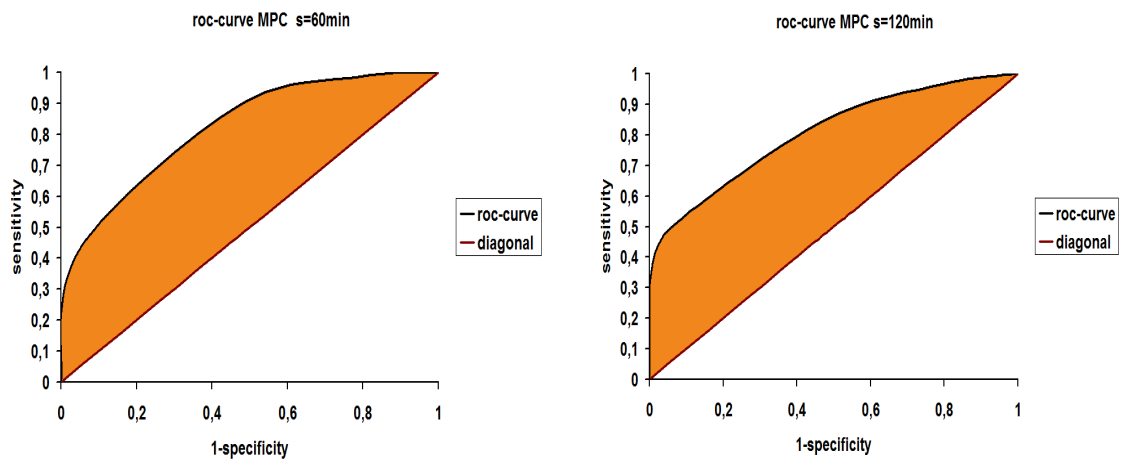 roc-curve MPC  s=60min
1
0,9
0,8
0,7
0,6
0,5
0,4
0,3
0,2
0,1
0
sensitivity
0 0,2 0,4 0,6 0,8 1
1-specificity
roc-curve
diagonal
roc-curve MPC s=120min
1
0,9
0,8
0,7
0,6
0,5
0,4
0,3
0,2
0,1
0
sensitivity
0 0,2 0,4 0,6 0,8 1
1-specificity
roc-curve
diagonal